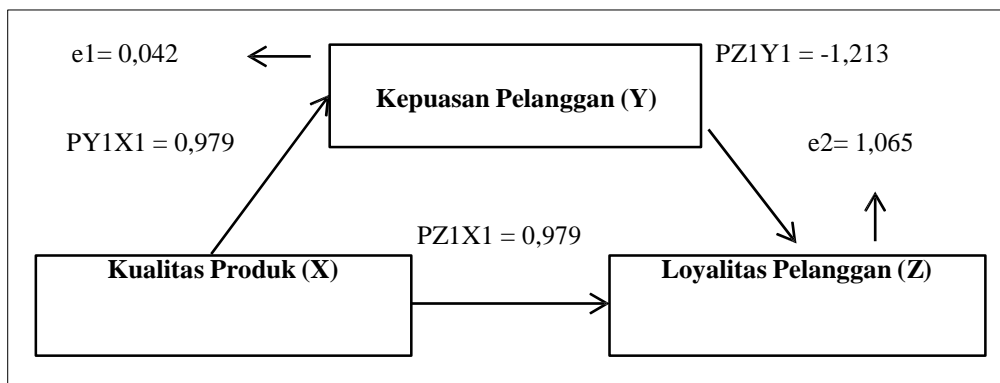 e1= 0,042
PZ1Y1 = -1,213
Kepuasan Pelanggan (Y)
PY1X1 = 0,979
e2= 1,065
PZ1X1 = 0,979
Kualitas Produk (X)
Loyalitas Pelanggan (Z)